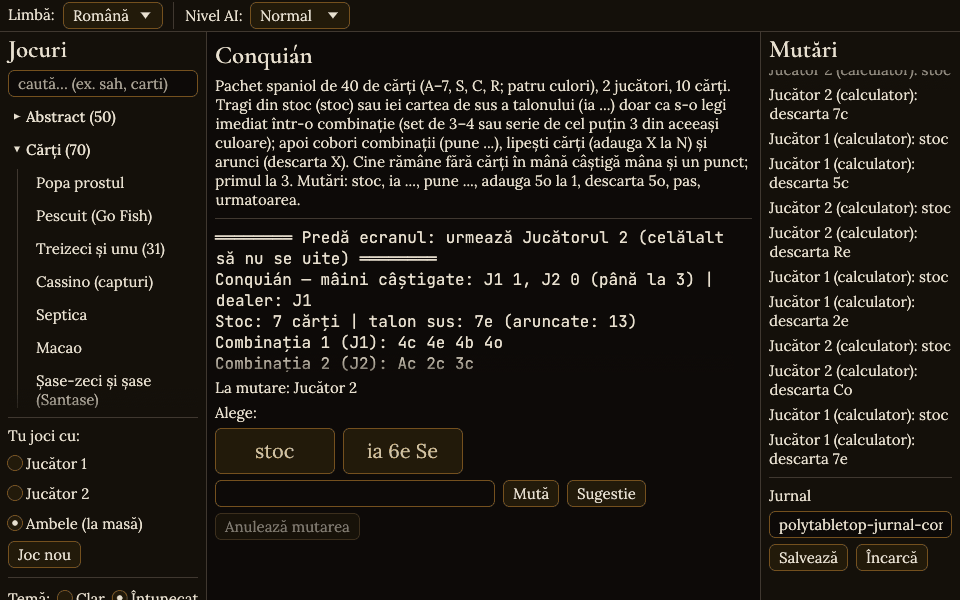 Limbă: Română ▼ Nivel AI: Normal ▼
Jocuri
caută... (ex. sah, carti)
▸ Abstract (50)
▾ Cărți (70)
Popa prostul
Pescuit (Go Fish)
Treizeci și unu (31)
Cassino (capturi)
Septica
Macao
Șase-zeci și șase
(Santase)
Tu joci cu:
Jucător 1
Jucător 2
Ambele (la masă)
Joc nou
Temă: Clar Întunecat
Conquián
Pachet spaniol de 40 de cărți (A–7, S, C, R; patru culori), 2 jucători, 10 cărți.
Tragi din stoc (stoc) sau iei cartea de sus a talonului (ia ...) doar ca s-o legi
imediat într-o combinație (set de 3–4 sau serie de cel puțin 3 din aceeași
culoare); apoi cobori combinații (pune ...), lipești cărți (adauga X la N) și
arunci (descarta X). Cine rămâne fără cărți în mână câștigă mâna și un punct;
primul la 3. Mutări: stoc, ia ..., pune ..., adauga 5o la 1, descarta 5o, pas,
urmatoarea.
════════ Predă ecranul: urmează Jucătorul 2 (celălalt
să nu se uite) ════════
Conquián — mâini câștigate: J1 1, J2 0 (până la 3) |
dealer: J1
Stoc: 7 cărți | talon sus: 7e (aruncate: 13)
Combinația 1 (J1): 4c 4e 4b 4o
Combinația 2 (J2): Ac 2c 3c
La mutare: Jucător 2
Alege:
stoc
ia 6e Se
Mută
Sugestie
Anulează mutarea
Mutări
Jucător 2 (calculator): stoc
Jucător 2 (calculator):
descarta 7c
Jucător 1 (calculator): stoc
Jucător 1 (calculator):
descarta 5c
Jucător 2 (calculator): stoc
Jucător 2 (calculator):
descarta Re
Jucător 1 (calculator): stoc
Jucător 1 (calculator):
descarta 2e
Jucător 2 (calculator): stoc
Jucător 2 (calculator):
descarta Co
Jucător 1 (calculator): stoc
Jucător 1 (calculator):
descarta 7e
Jurnal
polytabletop-jurnal-cor
Salvează
Încarcă